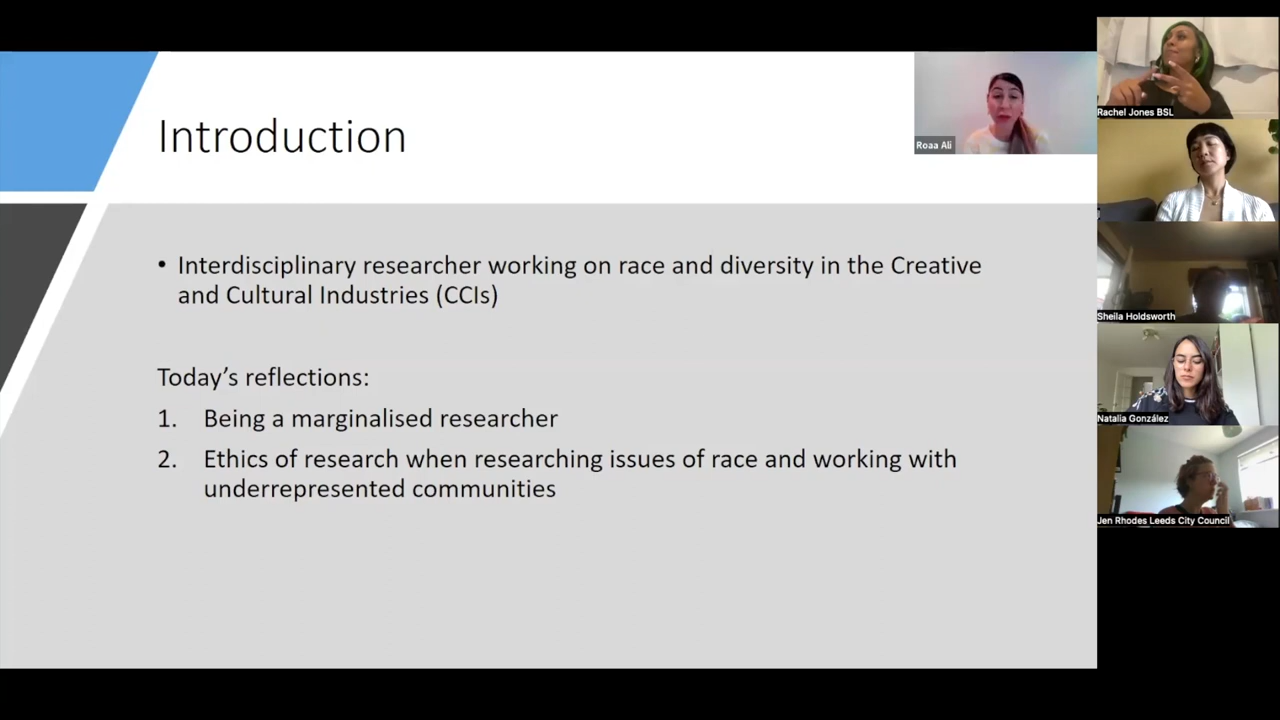 Introduction
Roaa Ali
• Interdisciplinary researcher working on race and diversity in the Creative
and Cultural Industries (CCIs)
Today’s reflections:
1. Being a marginalised researcher
2. Ethics of research when researching issues of race and working with
underrepresented communities
Rachel Jones BSL
Sheila Holdsworth
Natalia González
Jen Rhodes Leeds City Council